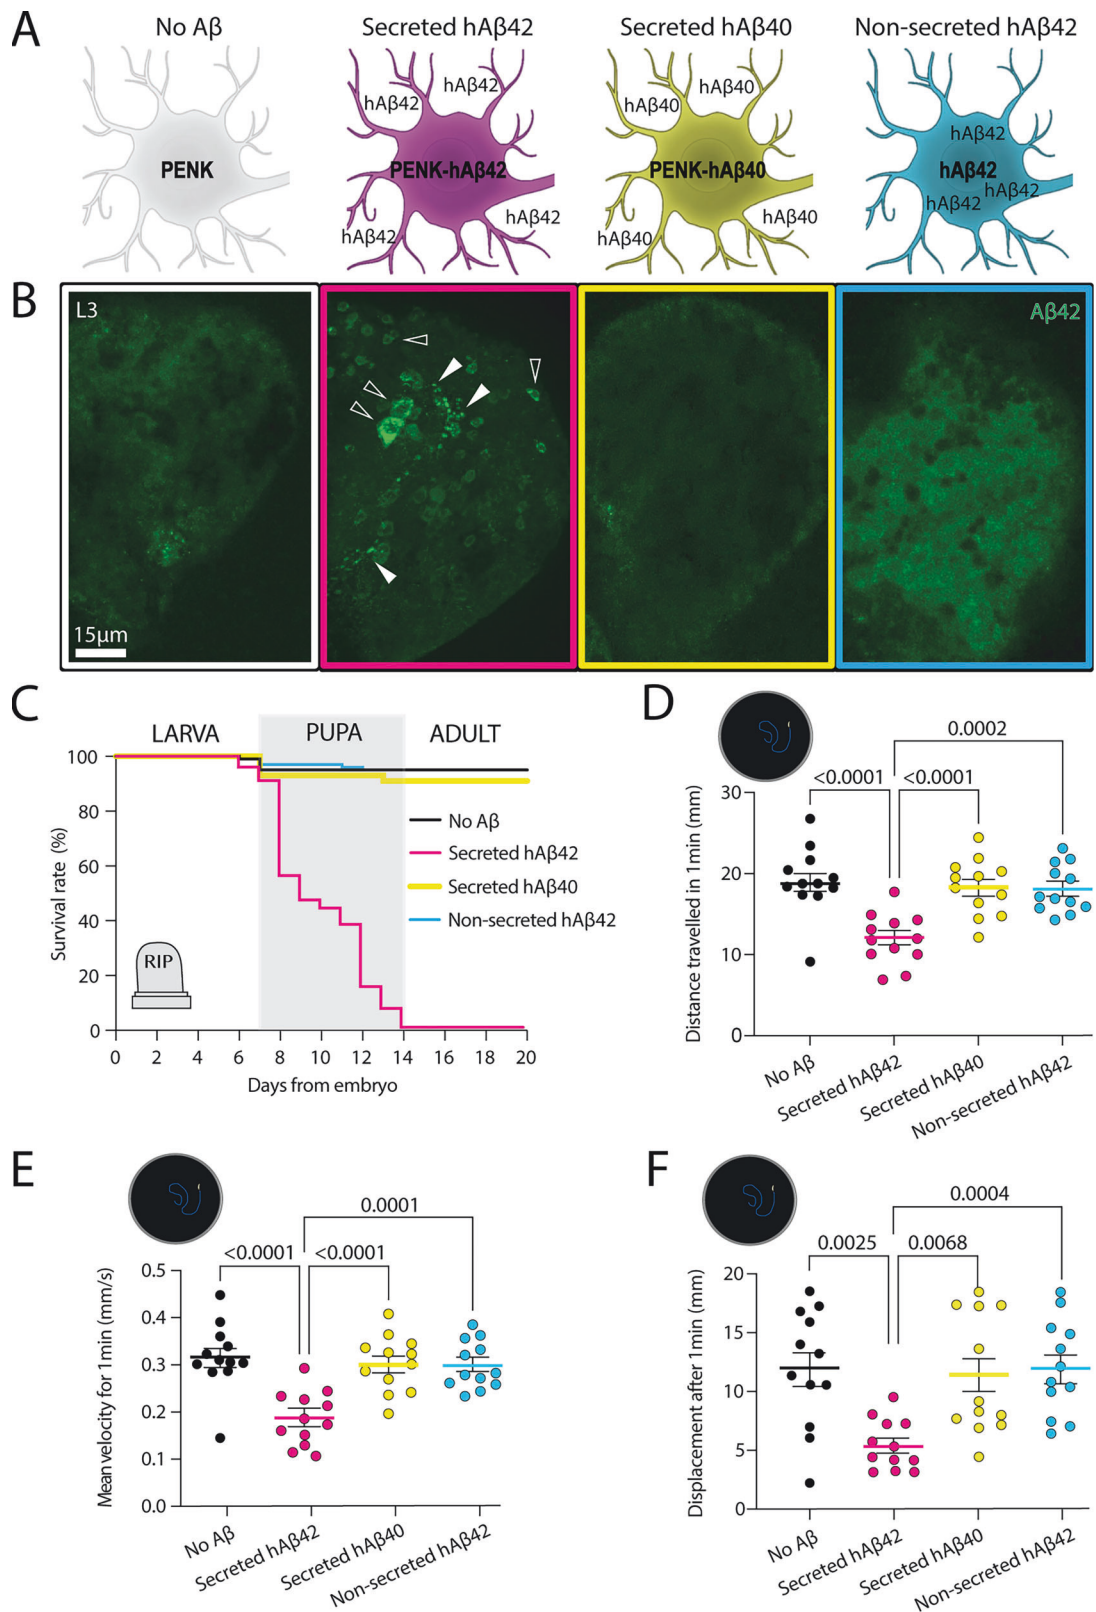 A
No Aβ
Secreted hAβ42
Secreted hAβ40
Non-secreted hAβ42
PENK
hAβ42
hAβ42
PENK-hAβ42
hAβ42
hAβ42
hAβ40
hAβ40
PENK-hAβ40
hAβ40
hAβ40
hAβ42
hAβ42
hAβ42
hAβ42
B
L3
Aβ42
15µm
C
LARVA
PUPA
ADULT
Survival rate (%)
100
80
60
40
20
0
No Aβ
Secreted hAβ42
Secreted hAβ40
Non-secreted hAβ42
RIP
0 2 4 6 8 10 12 14 16 18 20
Days from embryo
D
0.0002
<0.0001
<0.0001
Distance travelled in 1min (mm)
30
20
10
0
No Aβ
Secreted hAβ42
Secreted hAβ40
Non-secreted hAβ42
E
0.0001
<0.0001
<0.0001
Mean velocity for 1min (mm/s)
0.5
0.4
0.3
0.2
0.1
0.0
No Aβ
Secreted hAβ42
Secreted hAβ40
Non-secreted hAβ42
F
0.0004
0.0025
0.0068
Displacement after 1min (mm)
20
15
10
5
0
No Aβ
Secreted hAβ42
Secreted hAβ40
Non-secreted hAβ42